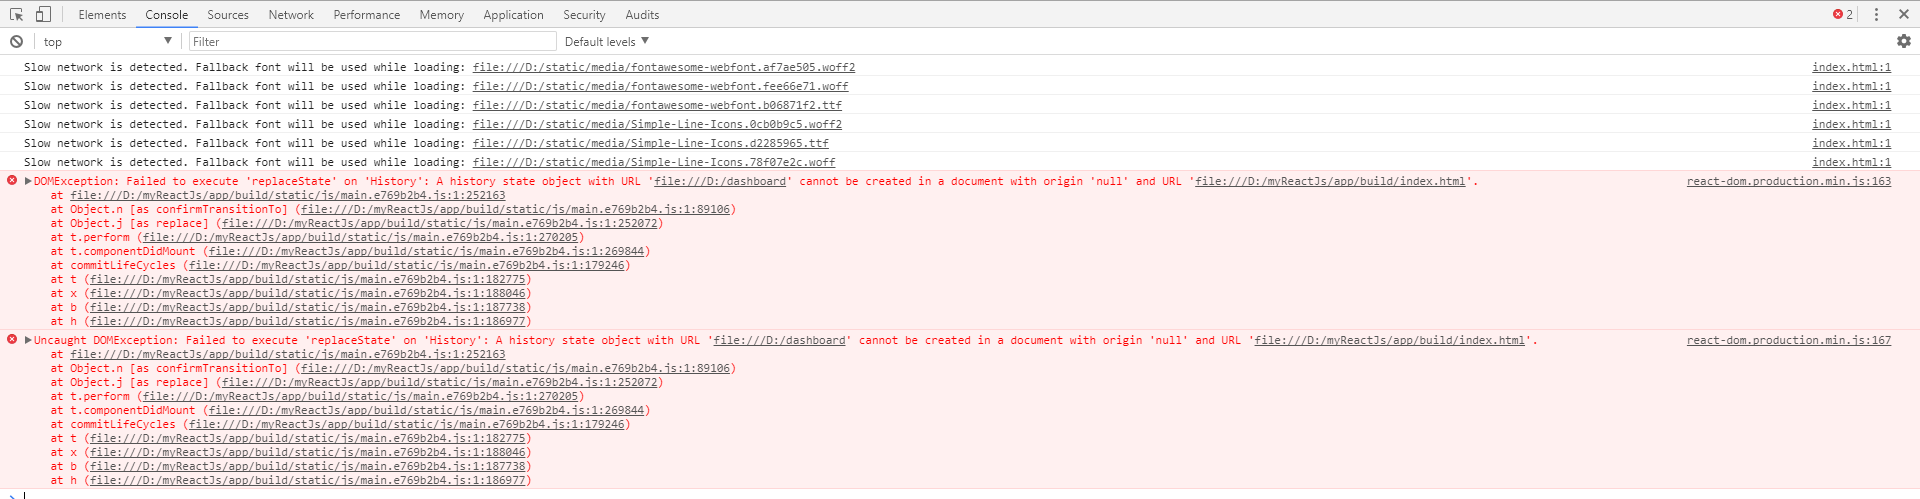 Elements Console Sources Network Performance Memory Application Security Audits 2
top Filter Default levels
Slow network is detected. Fallback font will be used while loading: file:///D:/static/media/fontawesome-webfont.af7ae505.woff2 index.html:1
Slow network is detected. Fallback font will be used while loading: file:///D:/static/media/fontawesome-webfont.fee66e71.woff index.html:1
Slow network is detected. Fallback font will be used while loading: file:///D:/static/media/fontawesome-webfont.b06871f2.ttf index.html:1
Slow network is detected. Fallback font will be used while loading: file:///D:/static/media/Simple-Line-Icons.0cb0b9c5.woff2 index.html:1
Slow network is detected. Fallback font will be used while loading: file:///D:/static/media/Simple-Line-Icons.d2285965.ttf index.html:1
Slow network is detected. Fallback font will be used while loading: file:///D:/static/media/Simple-Line-Icons.78f07e2c.woff index.html:1
DOMException: Failed to execute 'replaceState' on 'History': A history state object with URL 'file:///D:/dashboard' cannot be created in a document with origin 'null' and URL 'file:///D:/myReactJs/app/build/index.html'. react-dom.production.min.js:163
at file:///D:/myReactJs/app/build/static/js/main.e769b2b4.js:1:252163
at Object.n [as confirmTransitionTo] (file:///D:/myReactJs/app/build/static/js/main.e769b2b4.js:1:89106)
at Object.j [as replace] (file:///D:/myReactJs/app/build/static/js/main.e769b2b4.js:1:252072)
at t.perform (file:///D:/myReactJs/app/build/static/js/main.e769b2b4.js:1:270205)
at t.componentDidMount (file:///D:/myReactJs/app/build/static/js/main.e769b2b4.js:1:269844)
at commitLifeCycles (file:///D:/myReactJs/app/build/static/js/main.e769b2b4.js:1:179246)
at t (file:///D:/myReactJs/app/build/static/js/main.e769b2b4.js:1:182775)
at x (file:///D:/myReactJs/app/build/static/js/main.e769b2b4.js:1:188046)
at b (file:///D:/myReactJs/app/build/static/js/main.e769b2b4.js:1:187738)
at h (file:///D:/myReactJs/app/build/static/js/main.e769b2b4.js:1:186977)
Uncaught DOMException: Failed to execute 'replaceState' on 'History': A history state object with URL 'file:///D:/dashboard' cannot be created in a document with origin 'null' and URL 'file:///D:/myReactJs/app/build/index.html'. react-dom.production.min.js:167
at file:///D:/myReactJs/app/build/static/js/main.e769b2b4.js:1:252163
at Object.n [as confirmTransitionTo] (file:///D:/myReactJs/app/build/static/js/main.e769b2b4.js:1:89106)
at Object.j [as replace] (file:///D:/myReactJs/app/build/static/js/main.e769b2b4.js:1:252072)
at t.perform (file:///D:/myReactJs/app/build/static/js/main.e769b2b4.js:1:270205)
at t.componentDidMount (file:///D:/myReactJs/app/build/static/js/main.e769b2b4.js:1:269844)
at commitLifeCycles (file:///D:/myReactJs/app/build/static/js/main.e769b2b4.js:1:179246)
at t (file:///D:/myReactJs/app/build/static/js/main.e769b2b4.js:1:182775)
at x (file:///D:/myReactJs/app/build/static/js/main.e769b2b4.js:1:188046)
at b (file:///D:/myReactJs/app/build/static/js/main.e769b2b4.js:1:187738)
at h (file:///D:/myReactJs/app/build/static/js/main.e769b2b4.js:1:186977)